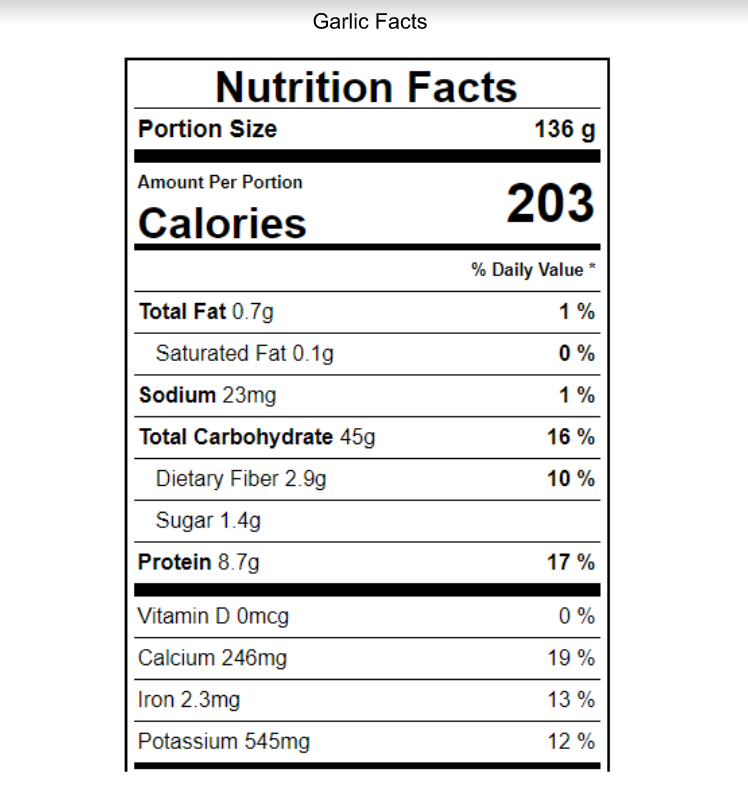 Garlic Facts
Nutrition Facts
Portion Size 136 g
Amount Per Portion
Calories 203
% Daily Value *
Total Fat 0.7g 1 %
Saturated Fat 0.1g 0 %
Sodium 23mg 1 %
Total Carbohydrate 45g 16 %
Dietary Fiber 2.9g 10 %
Sugar 1.4g
Protein 8.7g 17 %
Vitamin D 0mcg 0 %
Calcium 246mg 19 %
Iron 2.3mg 13 %
Potassium 545mg 12 %